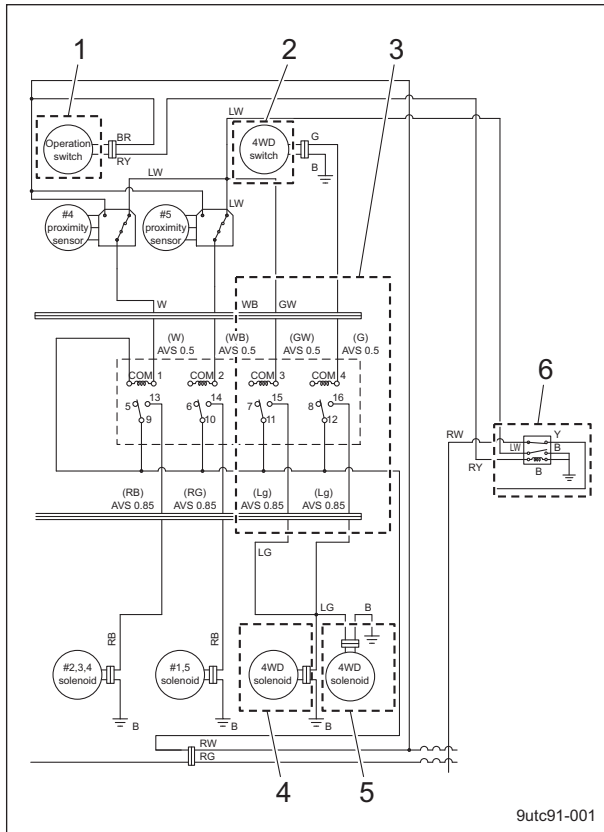 1
2
3
LW
Operation switch
BR
RY
4WD switch
G
B
LW
LW
#4 proximity sensor
#5 proximity sensor
W
WB
GW
(W)
AVS 0.5
(WB)
AVS 0.5
(GW)
AVS 0.5
(G)
AVS 0.5
COM 1
COM 2
COM 3
COM 4
5
13
9
6
14
10
7
15
11
8
16
12
6
RW
LW
Y
B
RY
B
(RB)
AVS 0.85
(RG)
AVS 0.85
(Lg)
AVS 0.85
(Lg)
AVS 0.85
LG
LG
B
RB
RB
#2,3,4 solenoid
#1,5 solenoid
4WD solenoid
4WD solenoid
B
B
B
RW
RG
4
5
9utc91-001